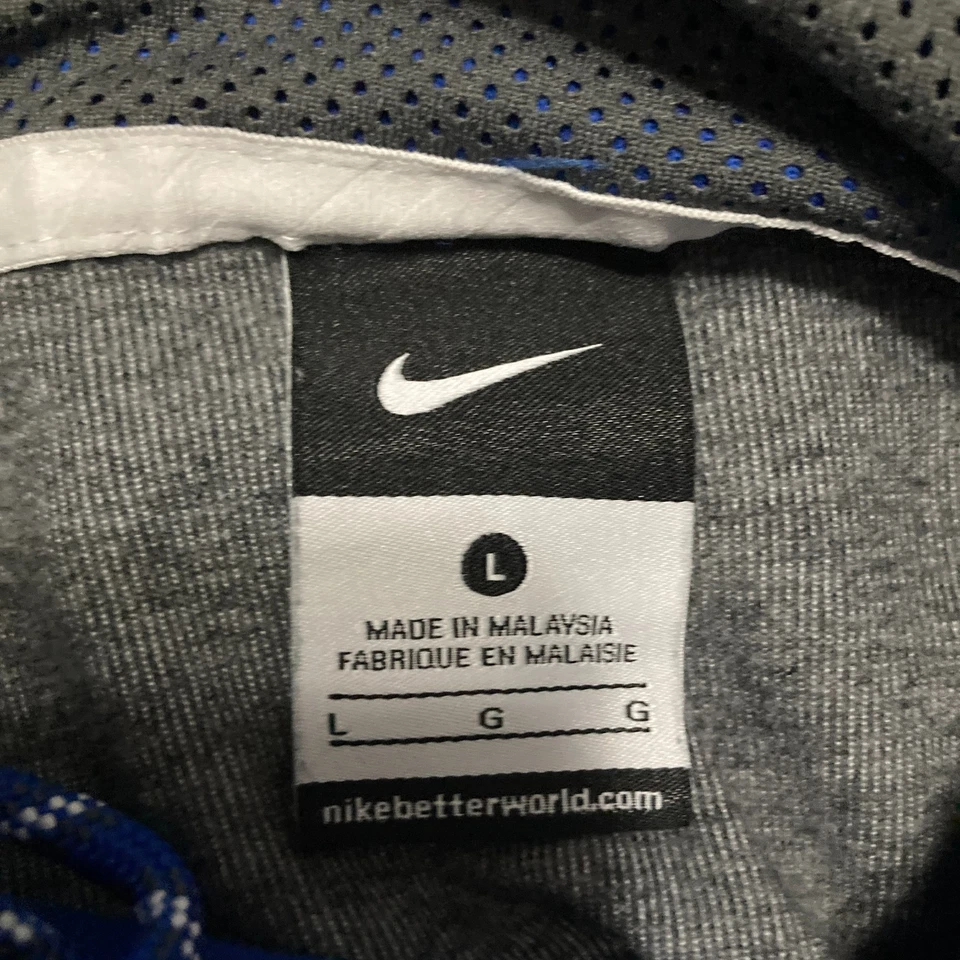 L
MADE IN MALAYSIA
FABRIQUE EN MALAISIE
L G G
nikebetterworld.com